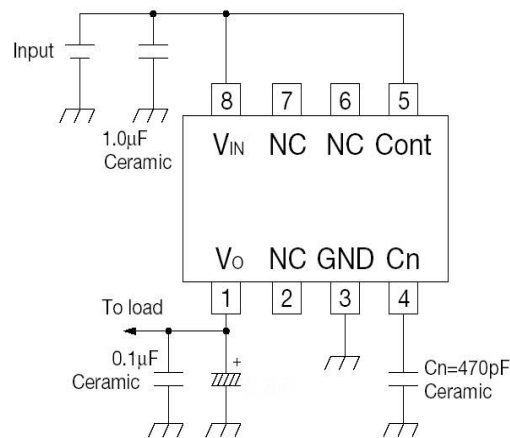 Input
1.0μF
Ceramic
8 7 6 5
VIN NC NC Cont
VO NC GND Cn
1 2 3 4
To load
0.1μF
Ceramic
+
Cn=470pF
Ceramic